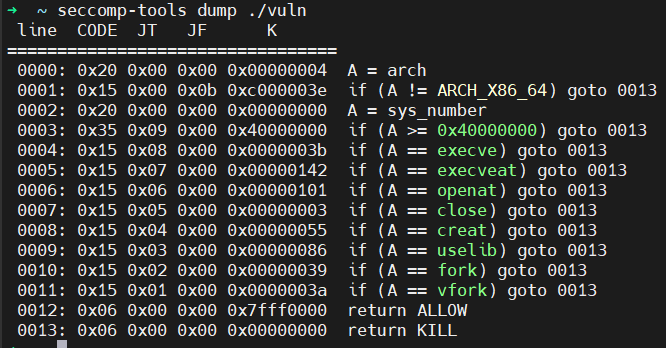 → ~ seccomp-tools dump ./vuln
line CODE JT JF K
=================================
0000: 0x20 0x00 0x00 0x00000004 A = arch
0001: 0x15 0x00 0x0b 0xc000003e if (A != ARCH_X86_64) goto 0013
0002: 0x20 0x00 0x00 0x00000000 A = sys_number
0003: 0x35 0x09 0x00 0x40000000 if (A >= 0x40000000) goto 0013
0004: 0x15 0x08 0x00 0x0000003b if (A == execve) goto 0013
0005: 0x15 0x07 0x00 0x00000142 if (A == execveat) goto 0013
0006: 0x15 0x06 0x00 0x00000101 if (A == openat) goto 0013
0007: 0x15 0x05 0x00 0x00000003 if (A == close) goto 0013
0008: 0x15 0x04 0x00 0x00000055 if (A == creat) goto 0013
0009: 0x15 0x03 0x00 0x00000086 if (A == uselib) goto 0013
0010: 0x15 0x02 0x00 0x00000039 if (A == fork) goto 0013
0011: 0x15 0x01 0x00 0x0000003a if (A == vfork) goto 0013
0012: 0x06 0x00 0x00 0x7fff0000 return ALLOW
0013: 0x06 0x00 0x00 0x00000000 return KILL